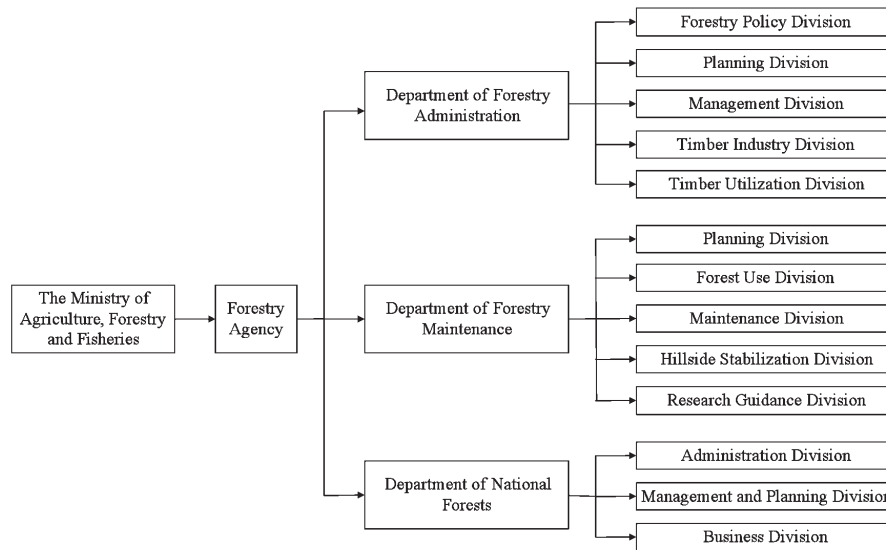 The Ministry of
Agriculture, Forestry
and Fisheries
Forestry
Agency
Department of Forestry
Administration
Forestry Policy Division
Planning Division
Management Division
Timber Industry Division
Timber Utilization Division
Department of Forestry
Maintenance
Planning Division
Forest Use Division
Maintenance Division
Hillside Stabilization Division
Research Guidance Division
Department of National
Forests
Administration Division
Management and Planning Division
Business Division